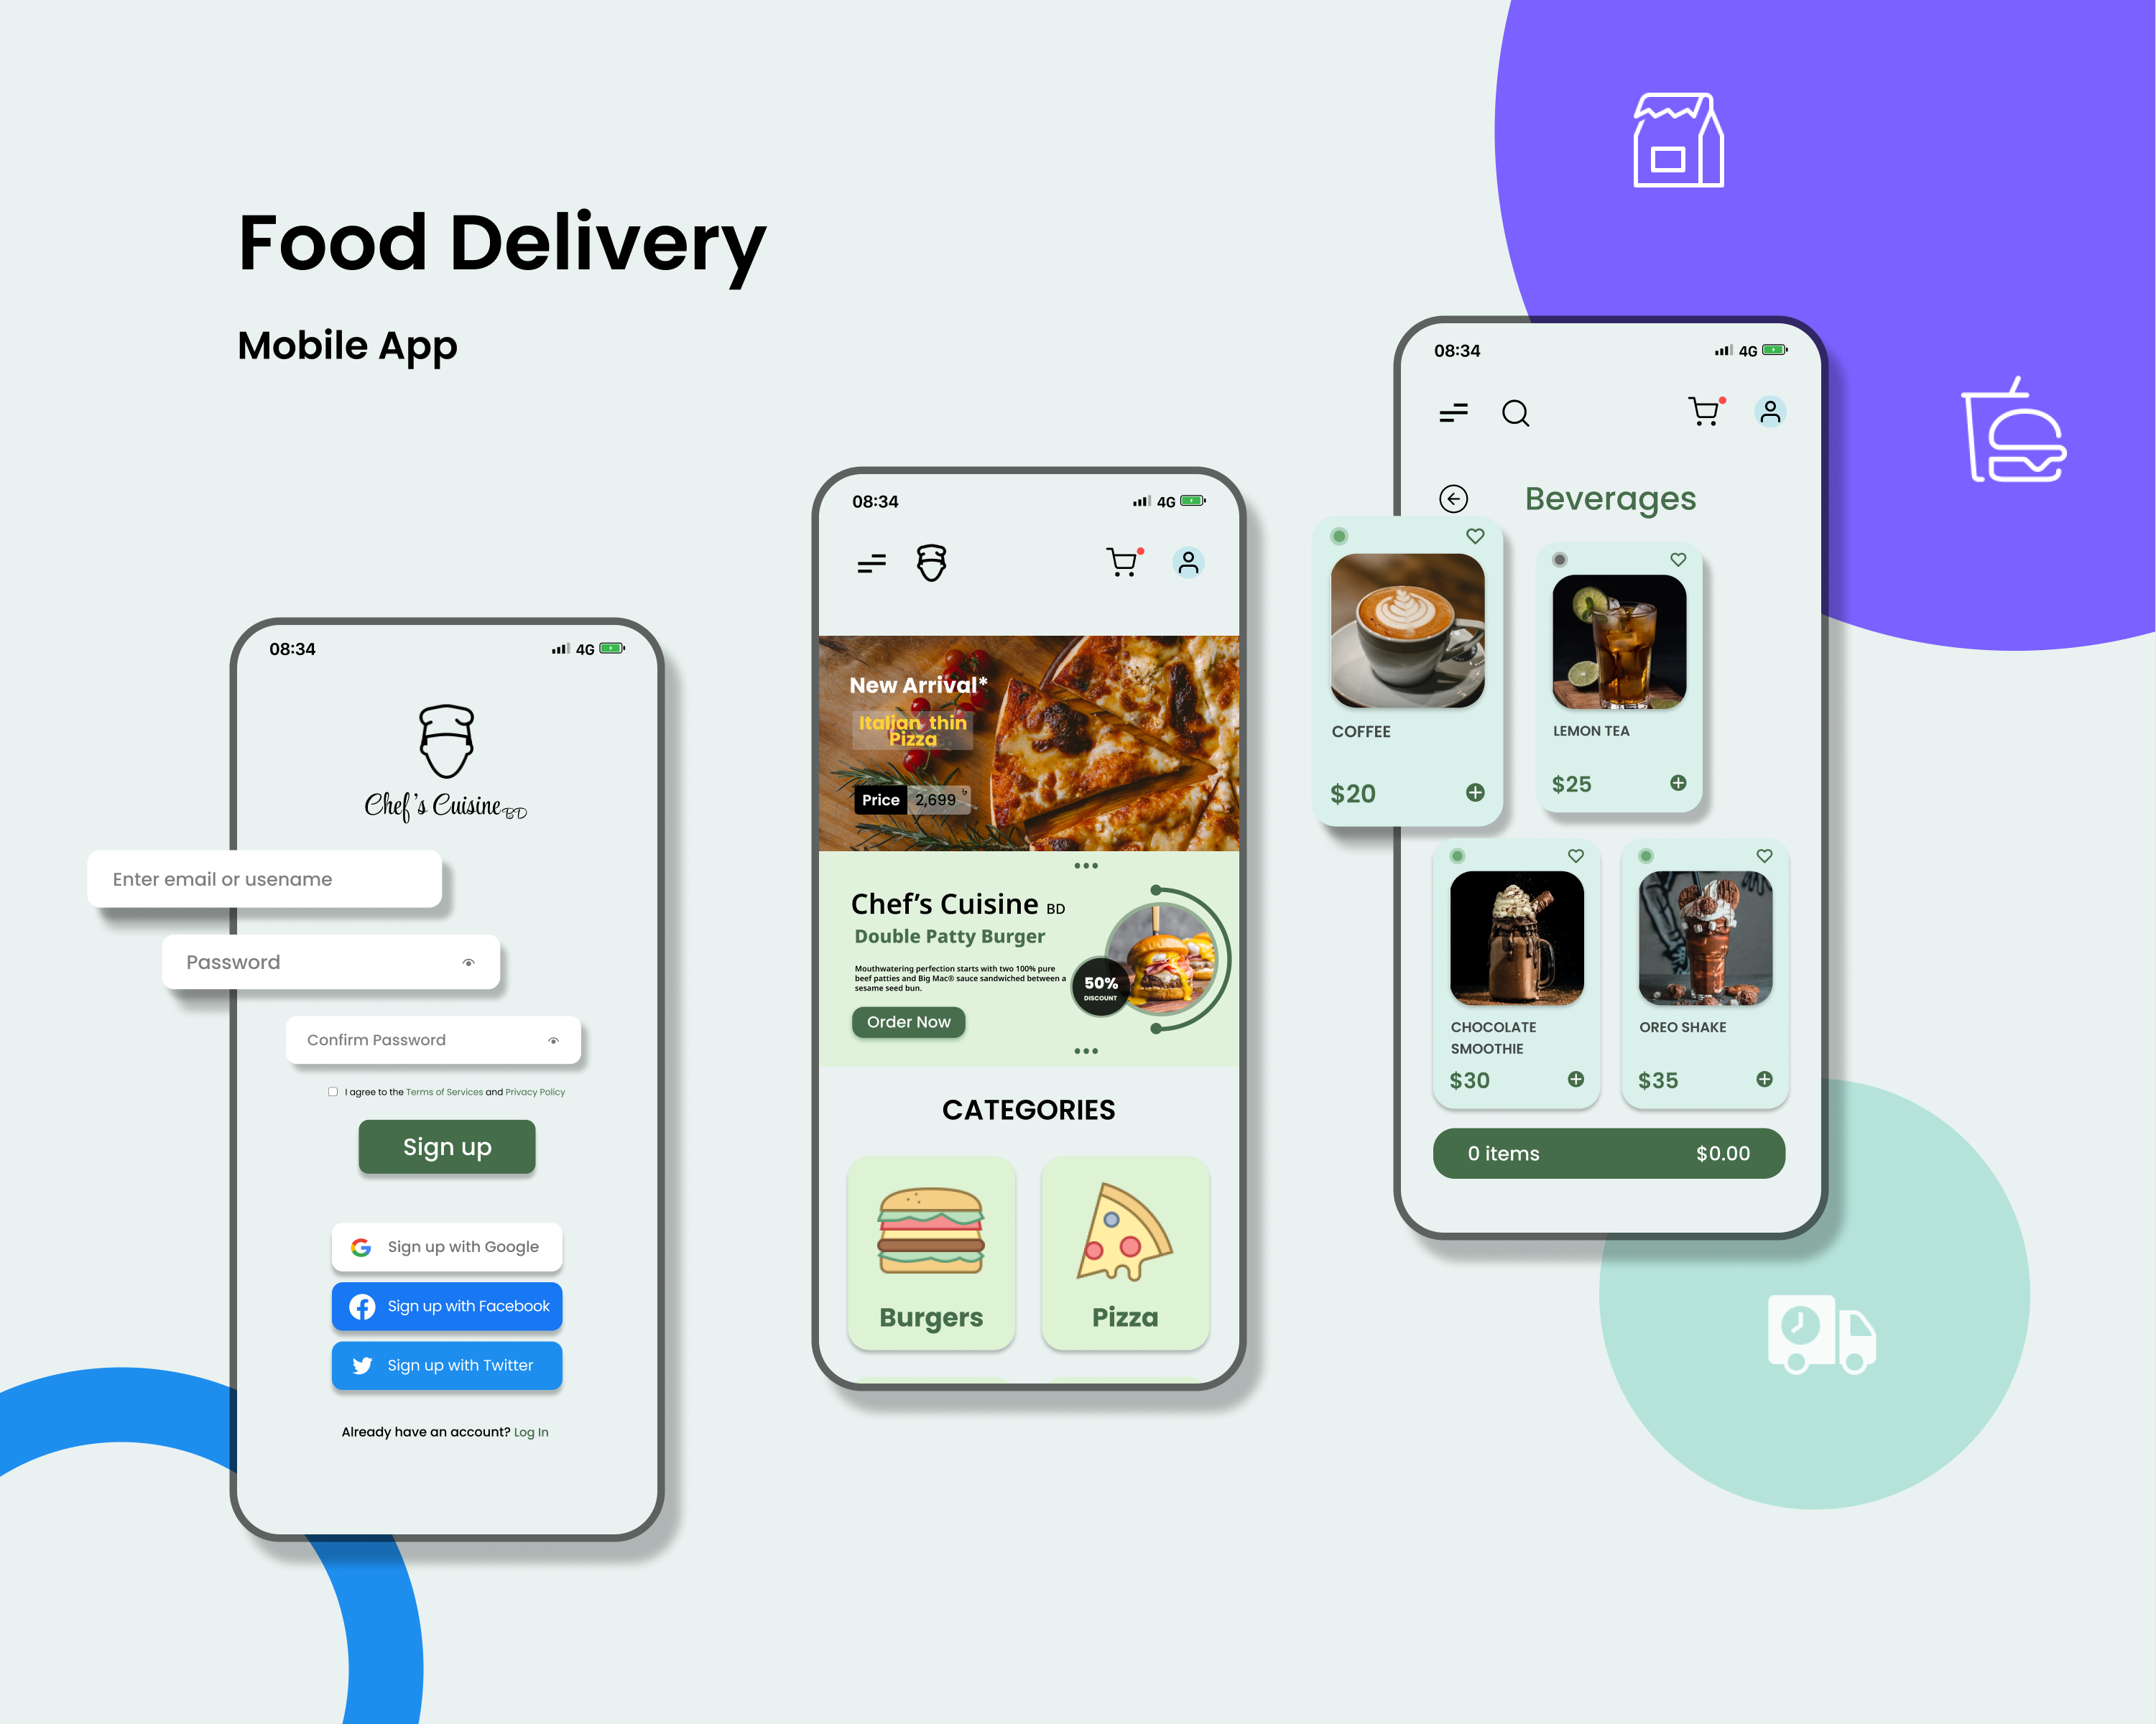 Food Delivery
Mobile App
08:34
4G
Chef's Cuisine BD
Enter email or usename
Password
Confirm Password
I agree to the Terms of Services and Privacy Policy
Sign up
Sign up with Google
Sign up with Facebook
Sign up with Twitter
Already have an account? Log In
08:34
4G
New Arrival*
Italian thin
Pizza
Price 2,699 ৳
Chef's Cuisine BD
Double Patty Burger
Mouthwatering perfection starts with two 100% pure
beef patties and Big Mac® sauce sandwiched between a
sesame seed bun.
50%
DISCOUNT
Order Now
CATEGORIES
Burgers
Pizza
08:34
4G
Beverages
COFFEE
$20
LEMON TEA
$25
CHOCOLATE
SMOOTHIE
$30
OREO SHAKE
$35
0 items
$0.00